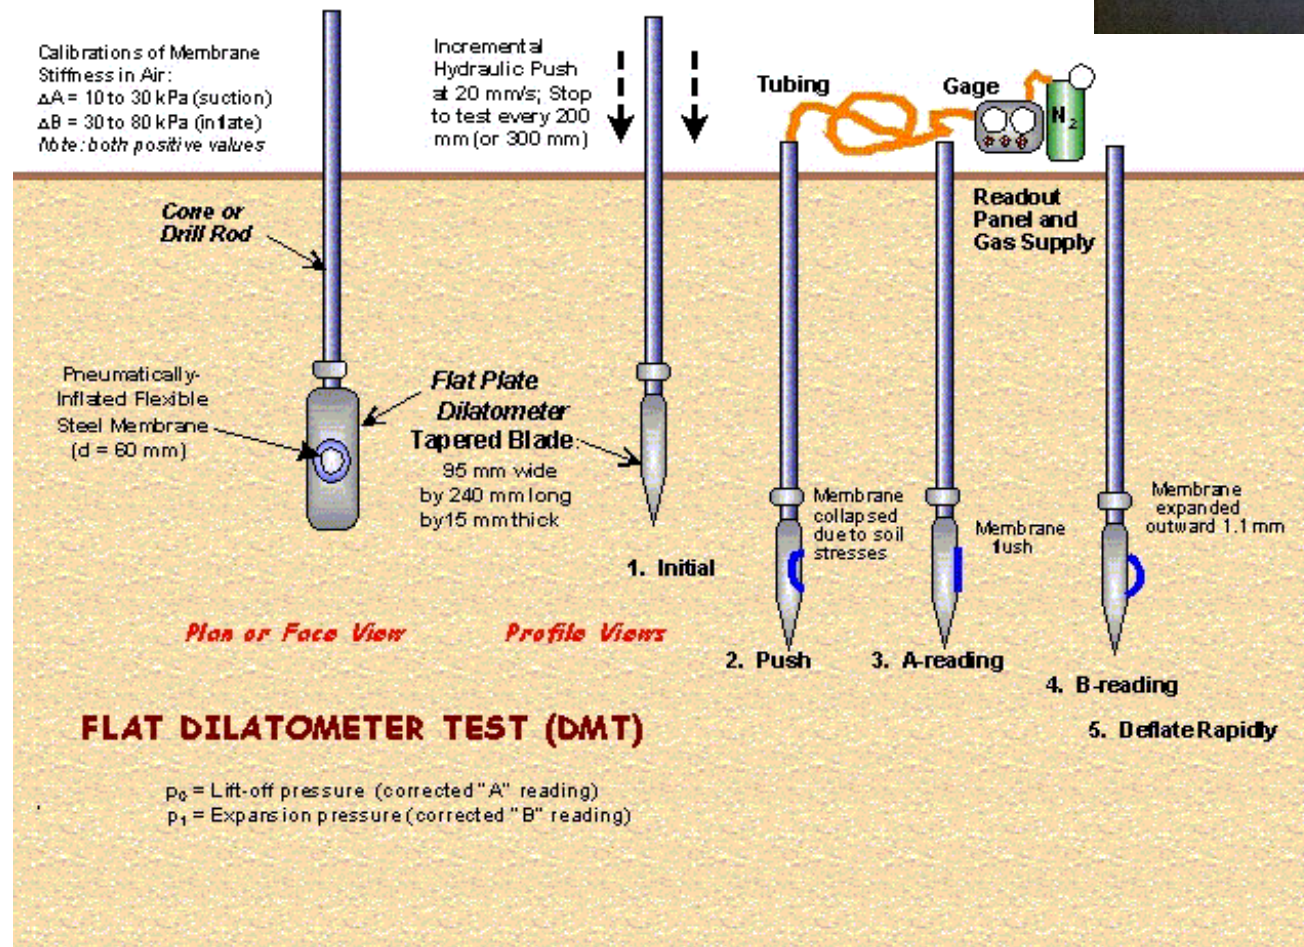 Calibrations of Membrane
Stiffness in Air:
ΔA = 10 to 30 kPa (suction)
ΔB = 30 to 80 kPa (inflate)
Note: both positive values
Incremental
Hydraulic Push
at 20 mm/s; Stop
to test every 200
mm (or 300 mm)
Tubing
Gage
N2
Readout
Panel and
Gas Supply
Cone or
Drill Rod
Pneumatically-
Inflated Flexible
Steel Membrane
(d = 60 mm)
Flat Plate
Dilatometer
Tapered Blade:
95 mm wide
by 240 mm long
by 15 mm thick
1. Initial
Membrane
collapsed
due to soil
stresses
Membrane
flush
Membrane
expanded
outward 1.1 mm
Plan or Face View
Profile Views
2. Push
3. A-reading
4. B-reading
5. Deflate Rapidly
FLAT DILATOMETER TEST (DMT)
p0 = Lift-off pressure (corrected "A" reading)
p1 = Expansion pressure (corrected "B" reading)